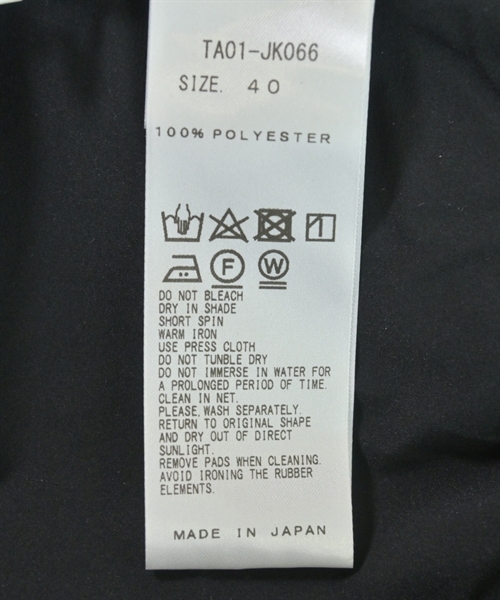 TA01-JK066
SIZE. 40
100% POLYESTER
F W
DO NOT BLEACH
DRY IN SHADE
SHORT SPIN
WARM IRON
USE PRESS CLOTH
DO NOT TUNBLE DRY
DO NOT IMMERSE IN WATER FOR
A PROLONGED PERIOD OF TIME.
CLEAN IN NET.
PLEASE,WASH SEPARATELY.
RETURN TO ORIGINAL SHAPE
AND DRY OUT OF DIRECT
SUNLIGHT.
REMOVE PADS WHEN CLEANING.
AVOID IRONING THE RUBBER
ELEMENTS.
MADE IN JAPAN